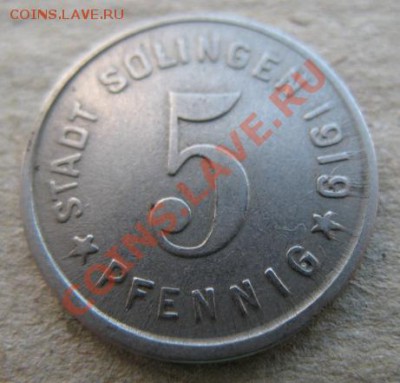 COINS.LAVE.RU
STADT SOLINGEN 1919
5
PFENNIG
COINS.LAVE.RU